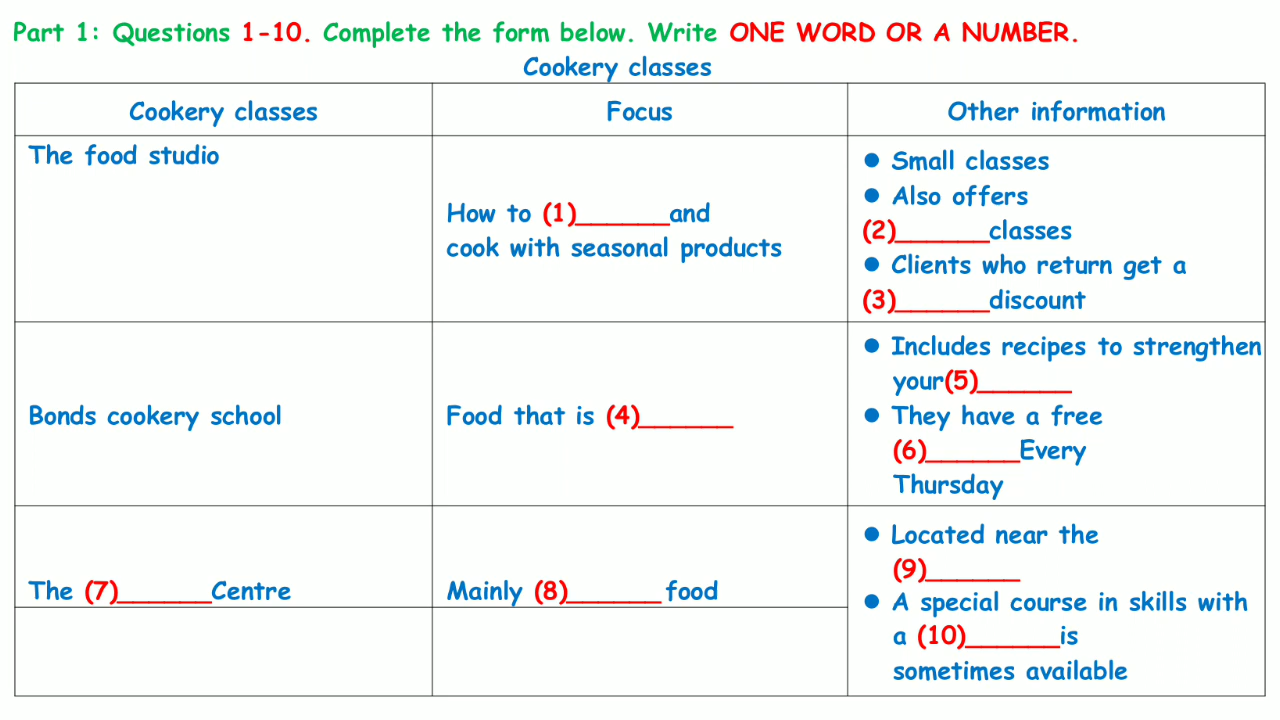 Part 1: Questions 1-10. Complete the form below. Write ONE WORD OR A NUMBER.
Cookery classes
Cookery classes
Focus
Other information
The food studio
How to (1)______and
cook with seasonal products
● Small classes
● Also offers
(2)______classes
● Clients who return get a
(3)______discount
Bonds cookery school
Food that is (4)______
● Includes recipes to strengthen
your(5)______
● They have a free
(6)______Every
Thursday
The (7)______Centre
Mainly (8)______food
● Located near the
(9)______
● A special course in skills with
a (10)______is
sometimes available